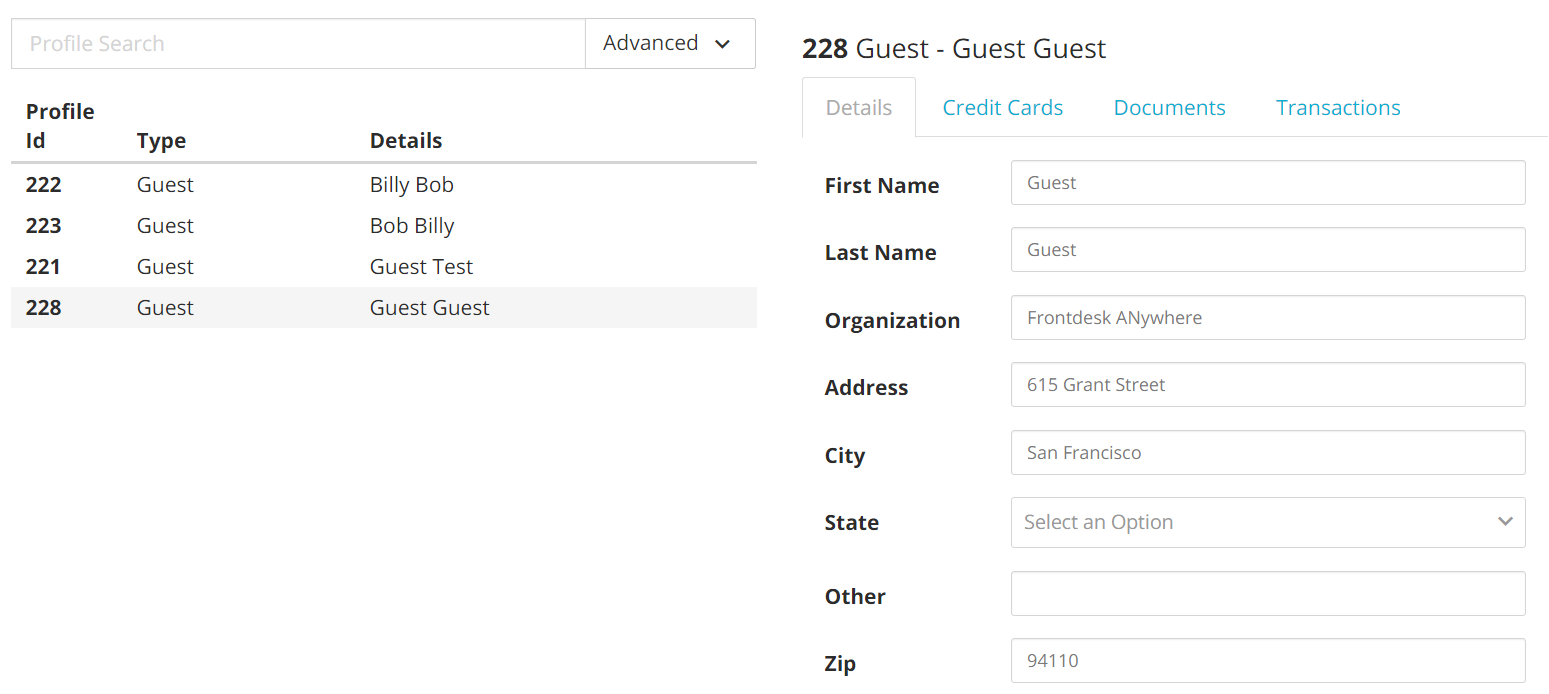 Profile Search
Advanced
Profile
Id Type Details
222 Guest Billy Bob
223 Guest Bob Billy
221 Guest Guest Test
228 Guest Guest Guest
228 Guest - Guest Guest
Details Credit Cards Documents Transactions
First Name Guest
Last Name Guest
Organization Frontdesk ANywhere
Address 615 Grant Street
City San Francisco
State Select an Option
Other
Zip 94110